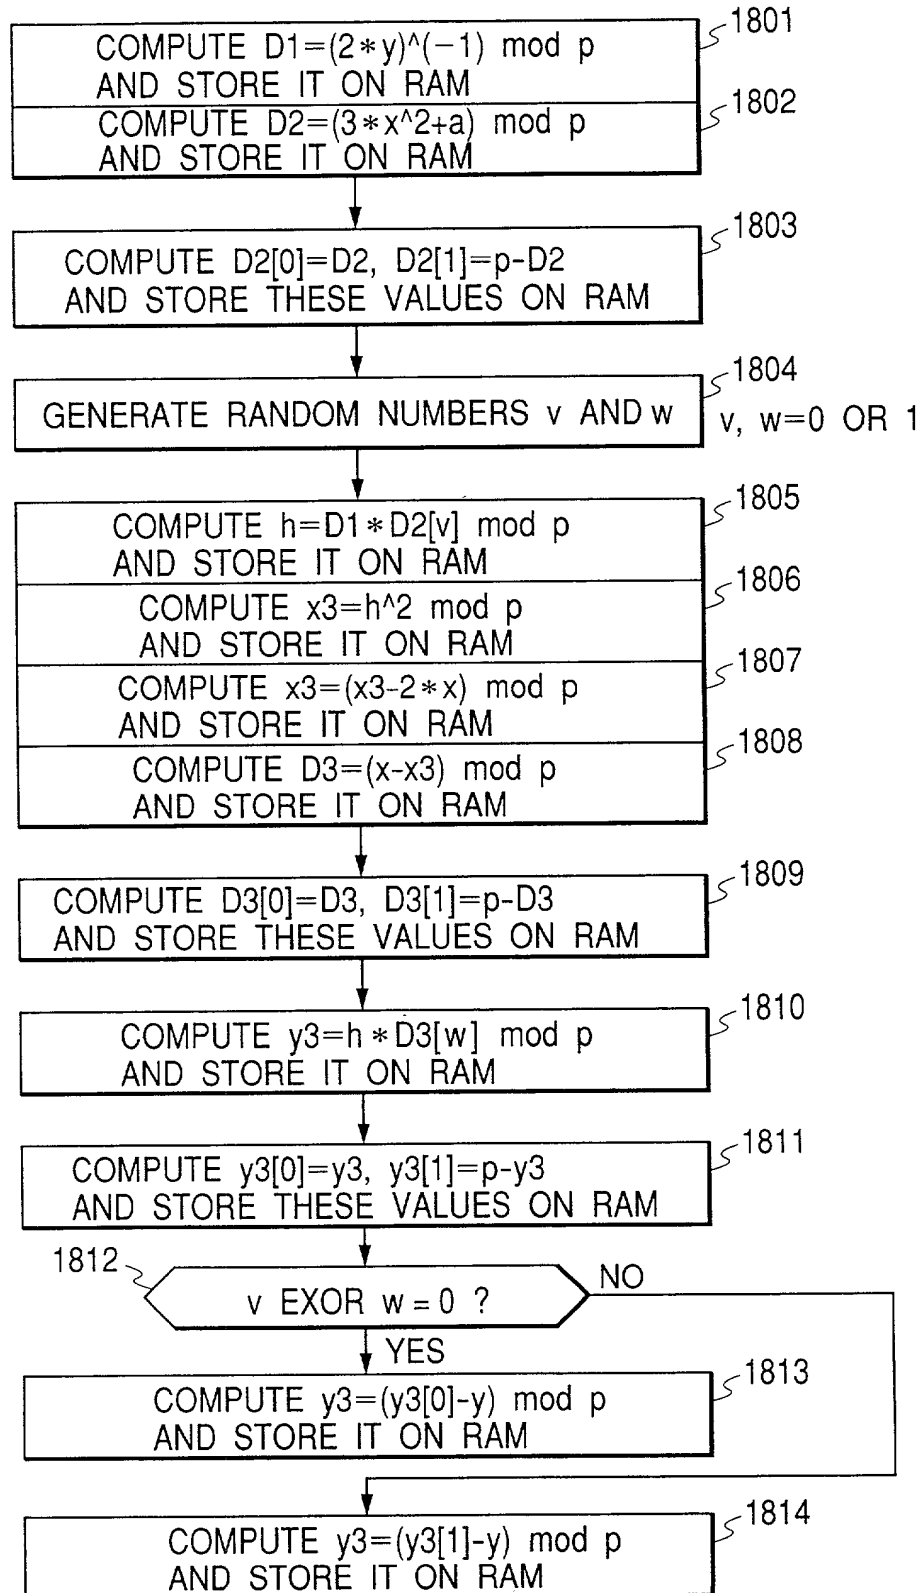 1801
COMPUTE D1=(2*y)^(-1) mod p
AND STORE IT ON RAM
1802
COMPUTE D2=(3*x^2+a) mod p
AND STORE IT ON RAM
1803
COMPUTE D2[0]=D2, D2[1]=p-D2
AND STORE THESE VALUES ON RAM
1804
GENERATE RANDOM NUMBERS v AND w
v, w=0 OR 1
1805
COMPUTE h=D1*D2[v] mod p
AND STORE IT ON RAM
1806
COMPUTE x3=h^2 mod p
AND STORE IT ON RAM
1807
COMPUTE x3=(x3-2*x) mod p
AND STORE IT ON RAM
1808
COMPUTE D3=(x-x3) mod p
AND STORE IT ON RAM
1809
COMPUTE D3[0]=D3, D3[1]=p-D3
AND STORE THESE VALUES ON RAM
1810
COMPUTE y3=h*D3[w] mod p
AND STORE IT ON RAM
1811
COMPUTE y3[0]=y3, y3[1]=p-y3
AND STORE THESE VALUES ON RAM
1812
v EXOR w=0 ?
NO
YES
1813
COMPUTE y3=(y3[0]-y) mod p
AND STORE IT ON RAM
1814
COMPUTE y3=(y3[1]-y) mod p
AND STORE IT ON RAM